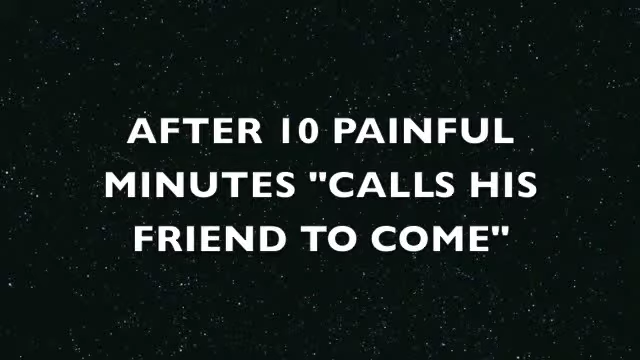 AFTER 10 PAINFUL
MINUTES "CALLS HIS
FRIEND TO COME"